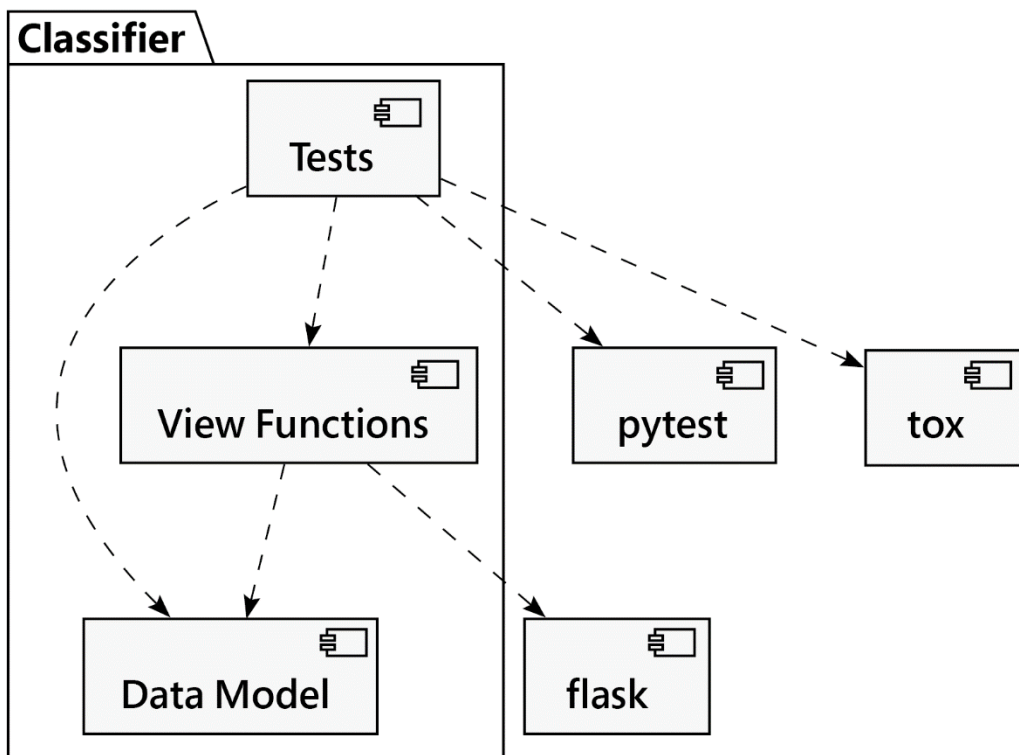 Classifier
Tests
View Functions
pytest
tox
Data Model
flask